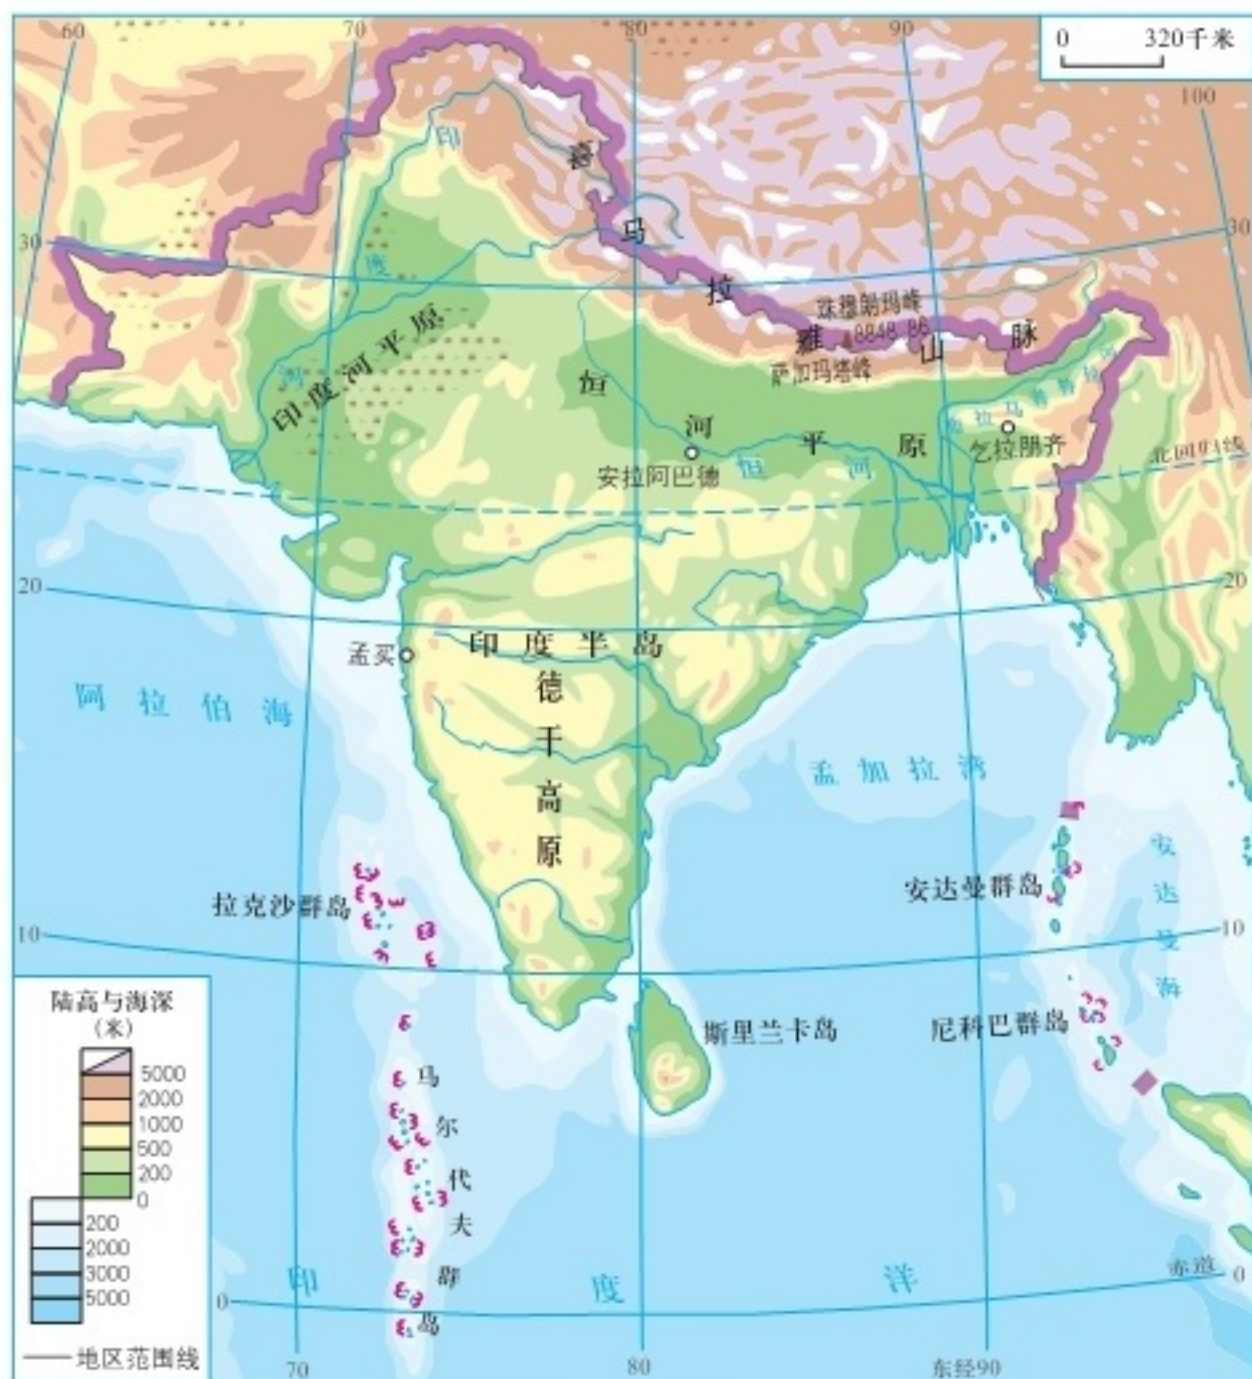 60
70
80
90
0 320千米
100
30
30
印
度
河
喜
马
拉
雅
山
脉
珠穆朗玛峰
8848.86
萨加玛塔峰
印度河平原
恒
河
平
原
恒
河
安拉阿巴德
乞拉朋齐
北回归线
20
20
孟买
印度半岛
德
干
高
原
阿拉伯海
孟加拉湾
安
达
曼
海
拉克沙群岛
安达曼群岛
10
10
斯里兰卡岛
尼科巴群岛
马
尔
代
夫
群
岛
陆高与海深
(米)
5000
2000
1000
500
200
0
200
2000
3000
5000
地区范围线
印
度
洋
赤道
0
0
70
80
东经90